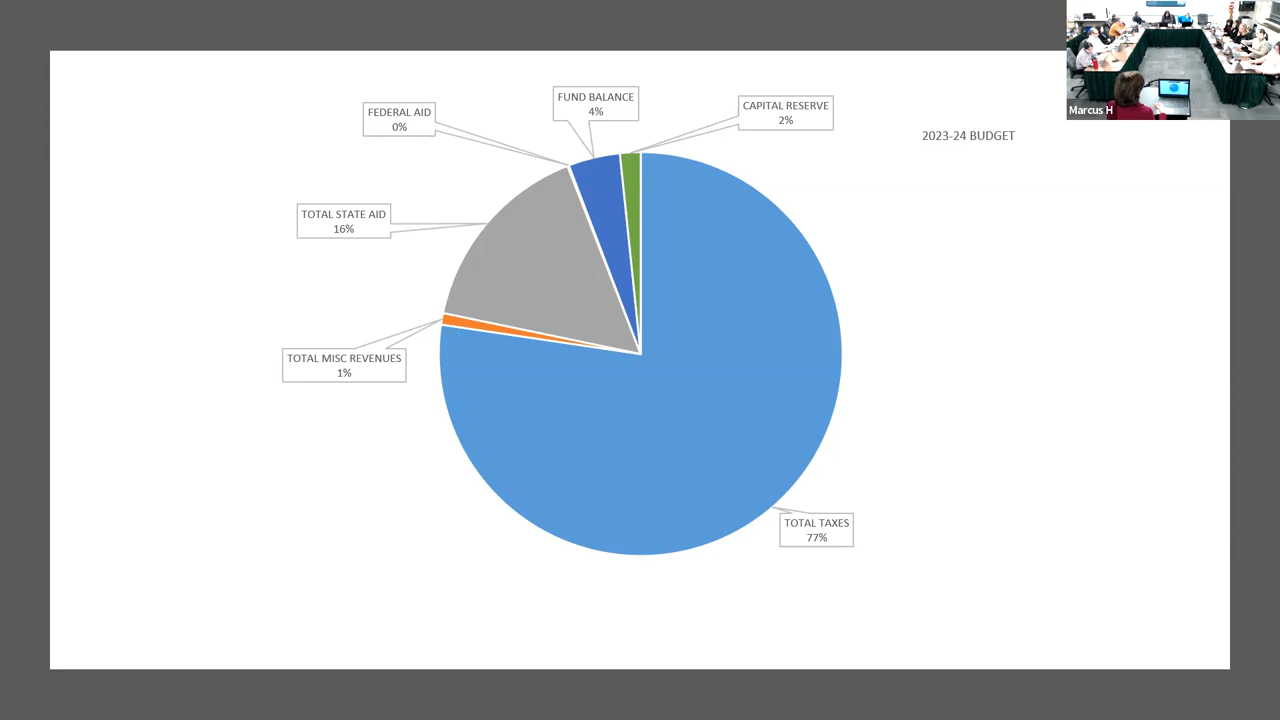 Marcus H
2023-24 BUDGET
FUND BALANCE
4%
CAPITAL RESERVE
2%
FEDERAL AID
0%
TOTAL STATE AID
16%
TOTAL MISC REVENUES
1%
TOTAL TAXES
77%